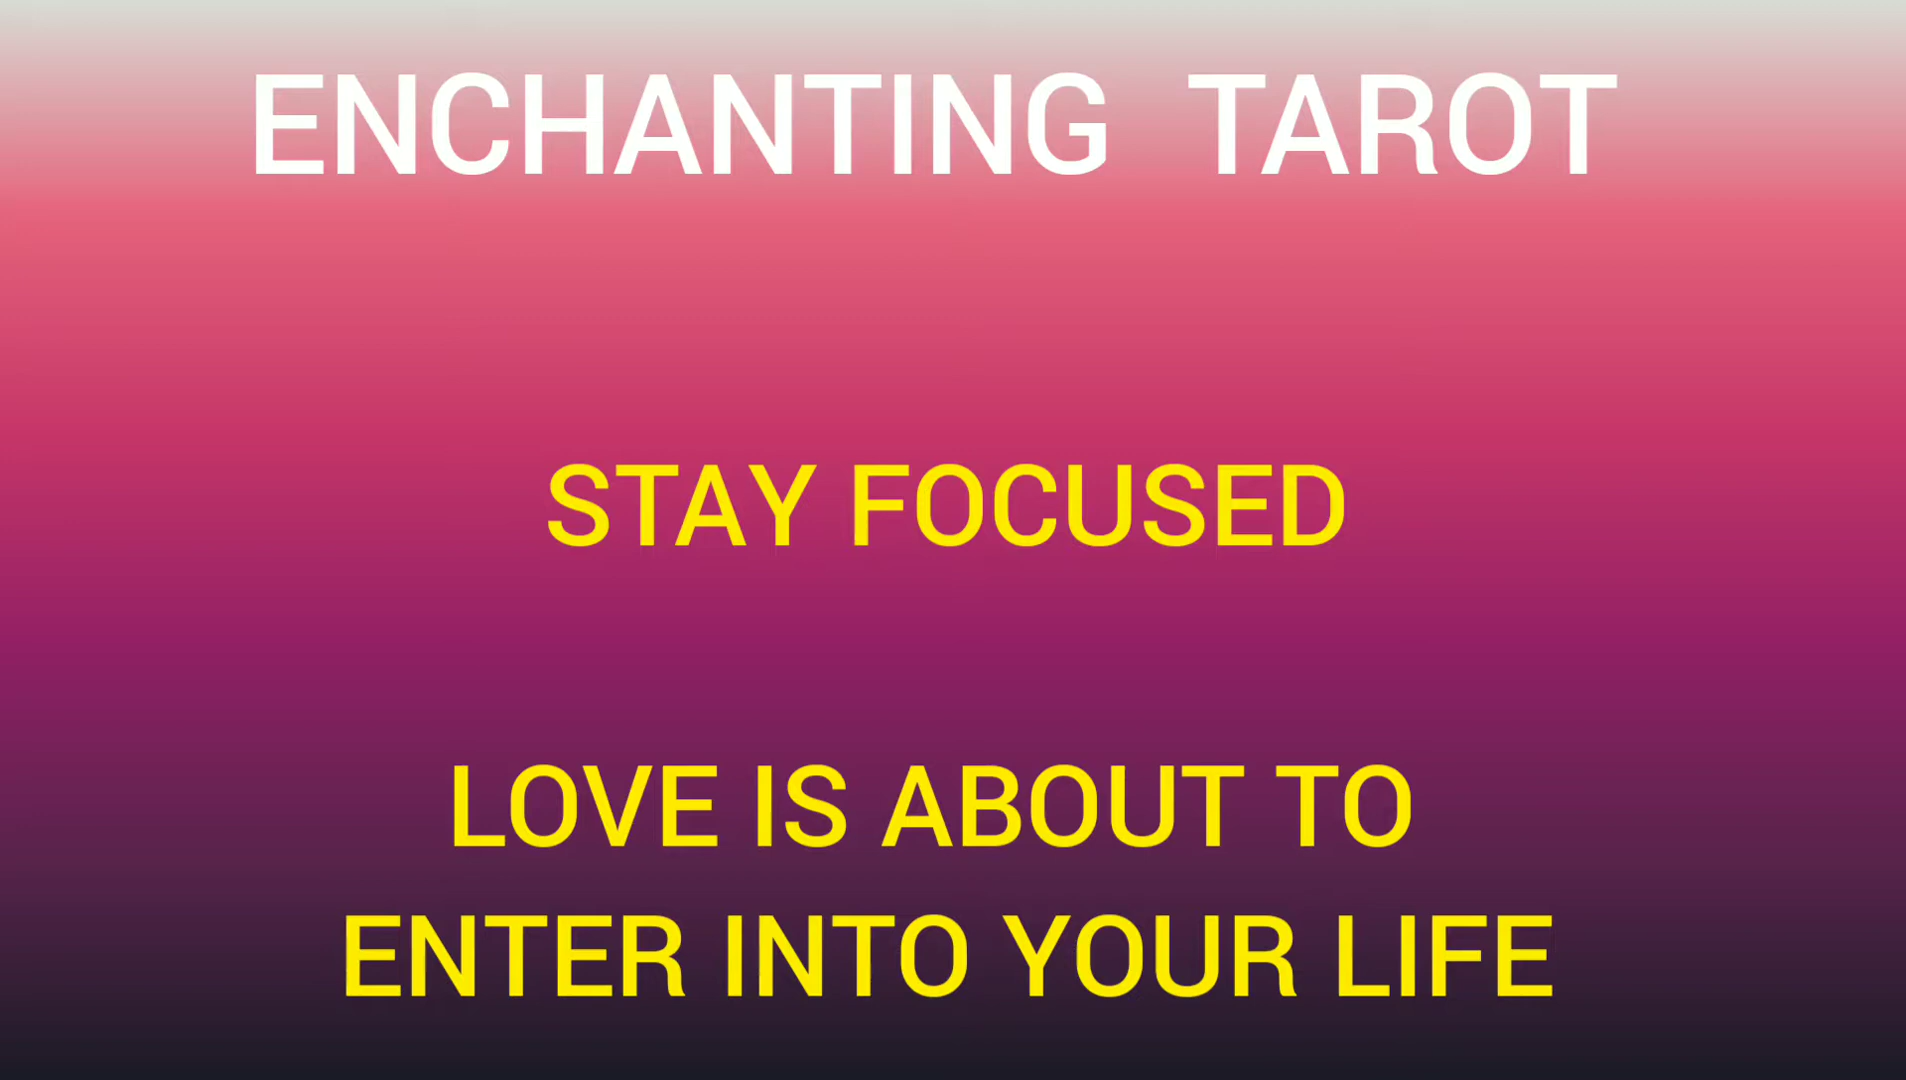 ENCHANTING TAROT
STAY FOCUSED
LOVE IS ABOUT TO
ENTER INTO YOUR LIFE